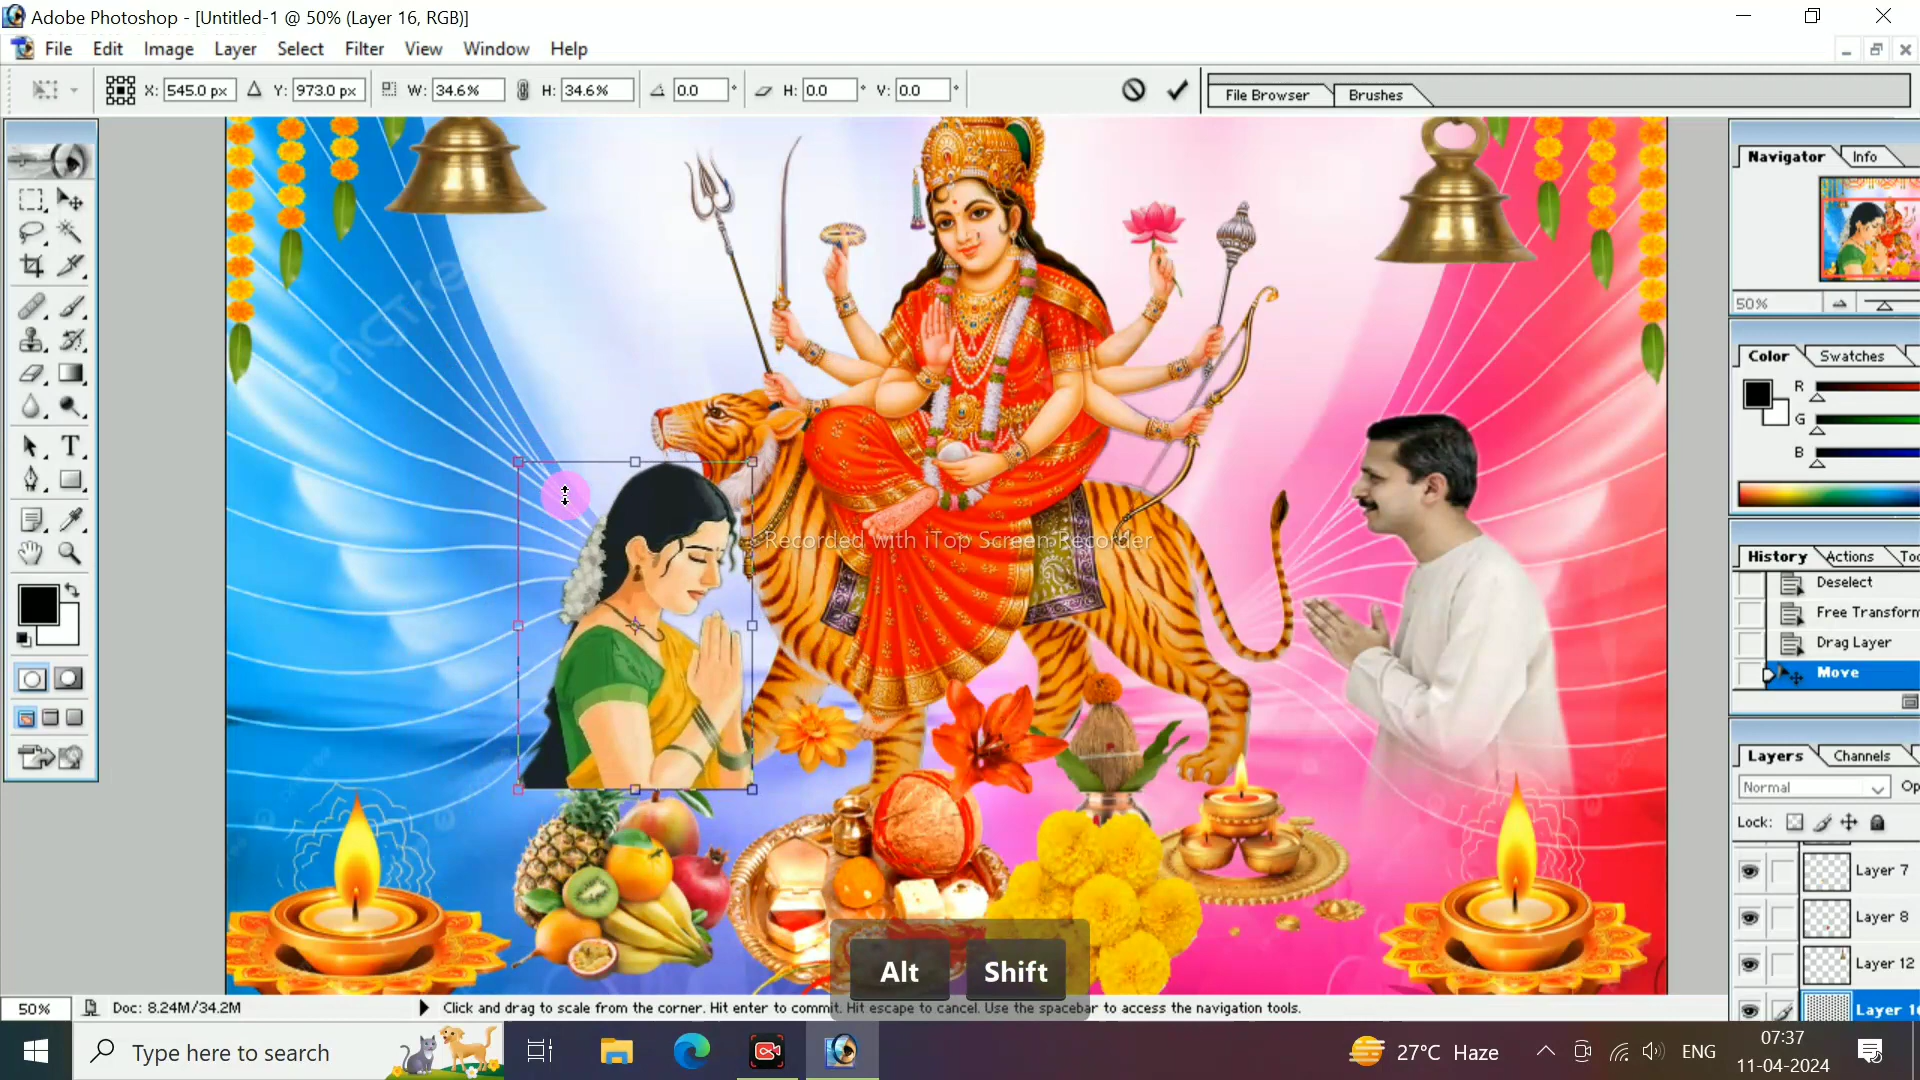 Adobe Photoshop - [Untitled-1 @ 50% (Layer 16, RGB)]
File Edit Image Layer Select Filter View Window Help
X: 545.0 px Y: 973.0 px W: 34.6% H: 34.6% 0.0 ° H: 0.0 ° V: 0.0 °
File Browser Brushes
Navigator Info
50%
Color Swatches
R
G
B
Recorded with iTop Screen Recorder
History Actions
Deselect
Free Transform
Drag Layer
Move
Layers Channels
Normal
Lock:
Layer 7
Layer 8
Layer 12
Alt Shift
50% Doc: 8.24M/34.2M Click and drag to scale from the corner. Hit enter to commit. Hit escape to cancel. Use the spacebar to access the navigation tools.
Type here to search
27°C Haze
ENG
07:37
11-04-2024